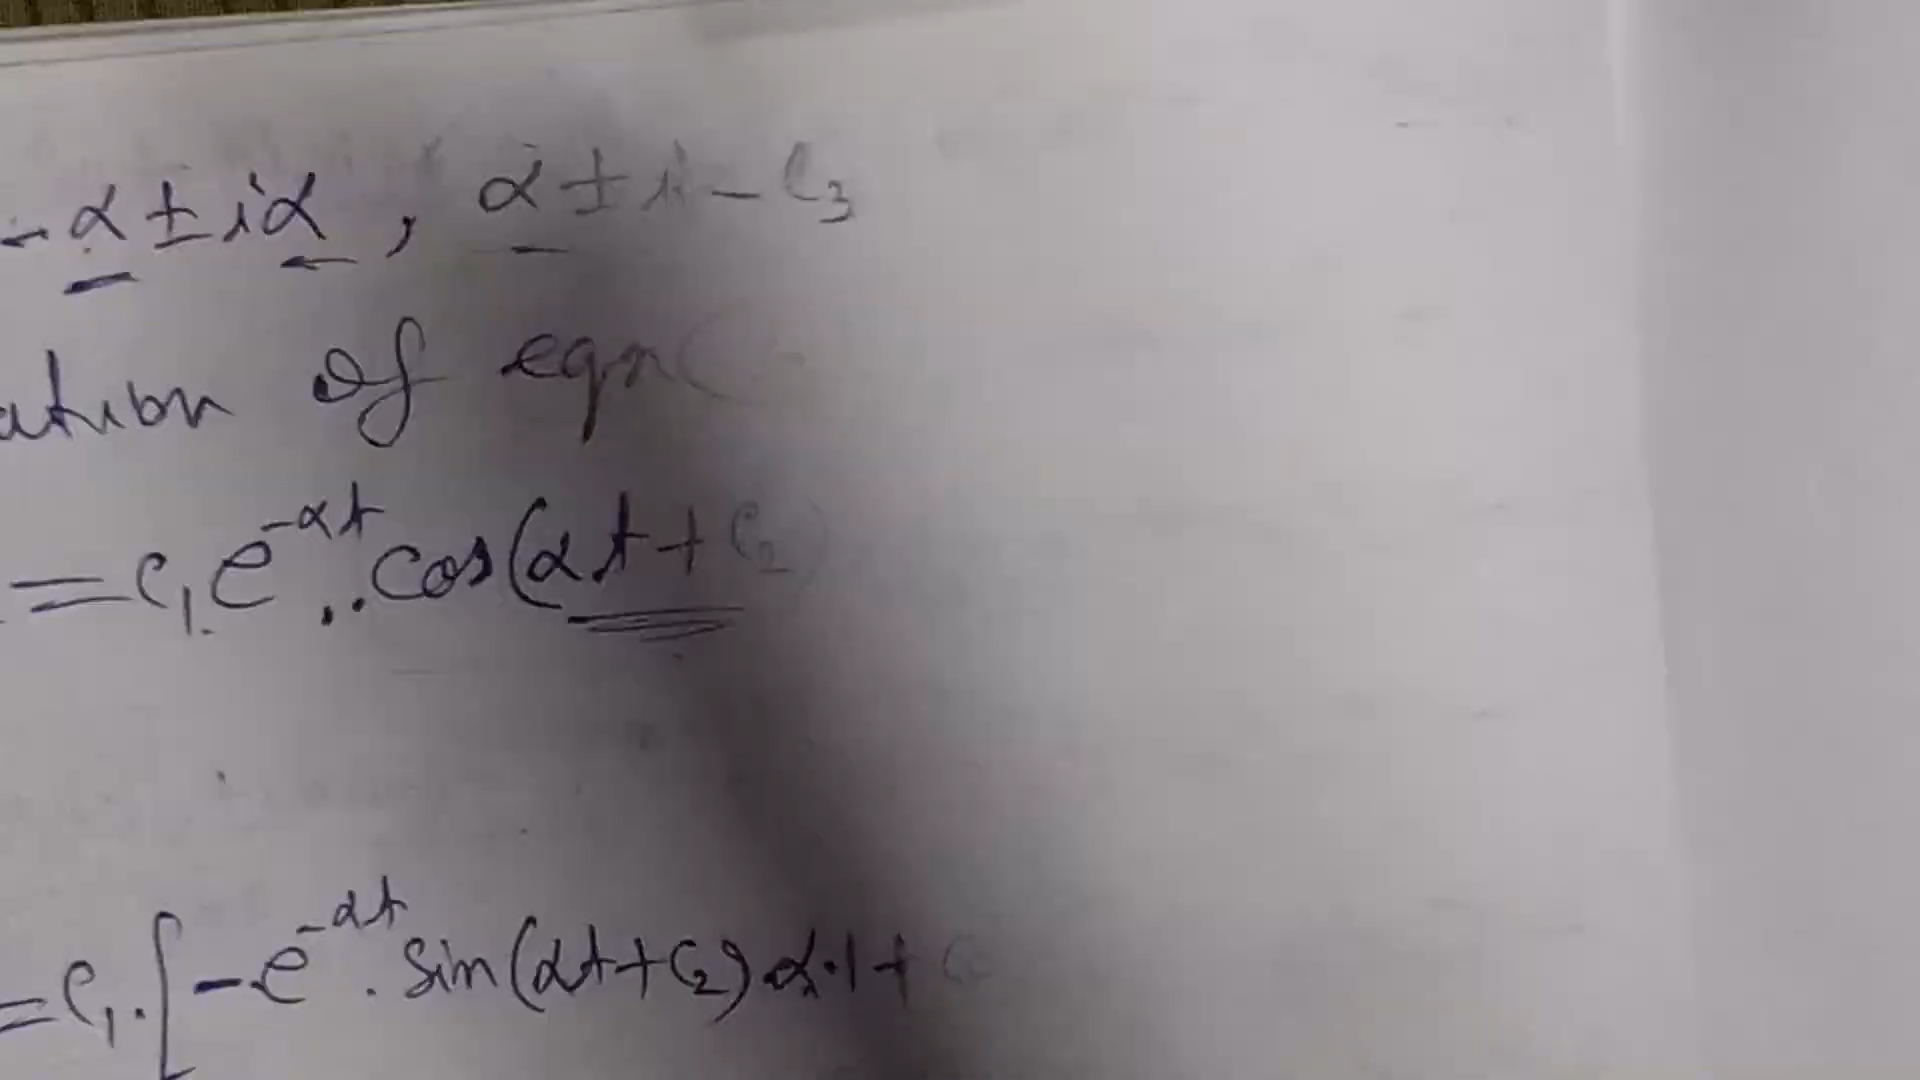 - α ± iα , α ± i - C₃
ation of eqn (
= C₁ e^{-αt} . cos(αt + C₂)
= C₁ . [ - e^{-αt} . sin(αt + C₂) α.1 +